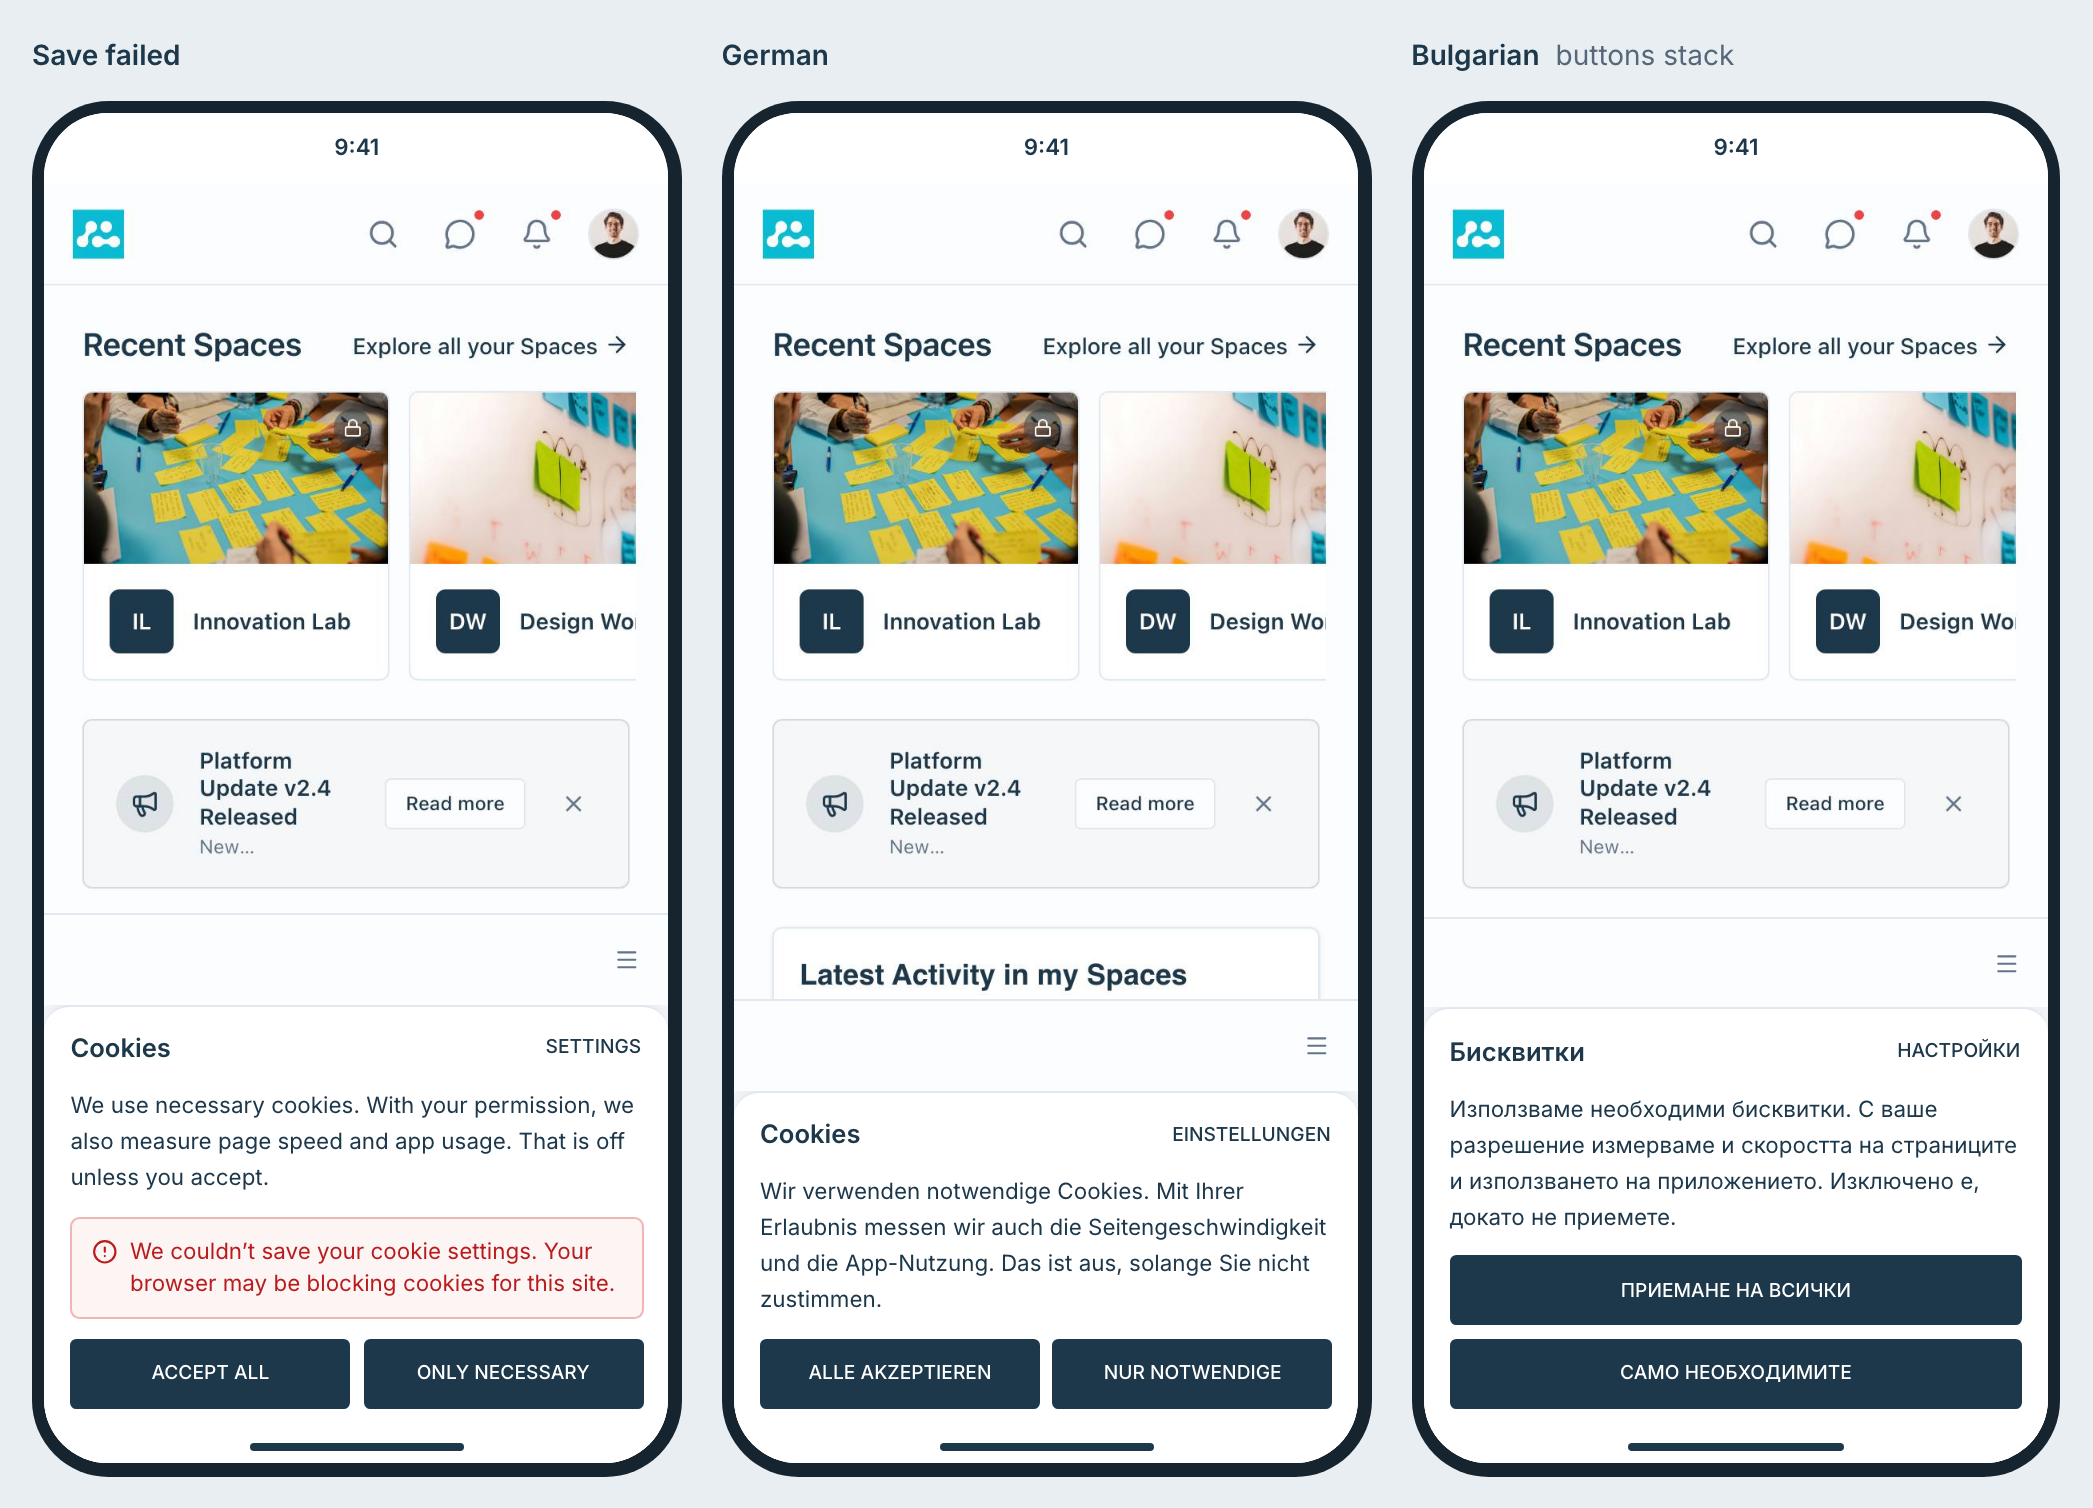 Save failed
9:41
Recent Spaces
Explore all your Spaces →
IL
Innovation Lab
DW
Design Wor
Platform
Update v2.4
Released
New...
Read more
Cookies
SETTINGS
We use necessary cookies. With your permission, we
also measure page speed and app usage. That is off
unless you accept.
We couldn’t save your cookie settings. Your
browser may be blocking cookies for this site.
ACCEPT ALL
ONLY NECESSARY
German
9:41
Recent Spaces
Explore all your Spaces →
IL
Innovation Lab
DW
Design Wor
Platform
Update v2.4
Released
New...
Read more
Latest Activity in my Spaces
Cookies
EINSTELLUNGEN
Wir verwenden notwendige Cookies. Mit Ihrer
Erlaubnis messen wir auch die Seitengeschwindigkeit
und die App-Nutzung. Das ist aus, solange Sie nicht
zustimmen.
ALLE AKZEPTIEREN
NUR NOTWENDIGE
Bulgarian buttons stack
9:41
Recent Spaces
Explore all your Spaces →
IL
Innovation Lab
DW
Design Wor
Platform
Update v2.4
Released
New...
Read more
Бисквитки
НАСТРОЙКИ
Използваме необходими бисквитки. С ваше
разрешение измерваме и скоростта на страниците
и използването на приложението. Изключено е,
докато не приемете.
ПРИЕМАНЕ НА ВСИЧКИ
САМО НЕОБХОДИМИТЕ